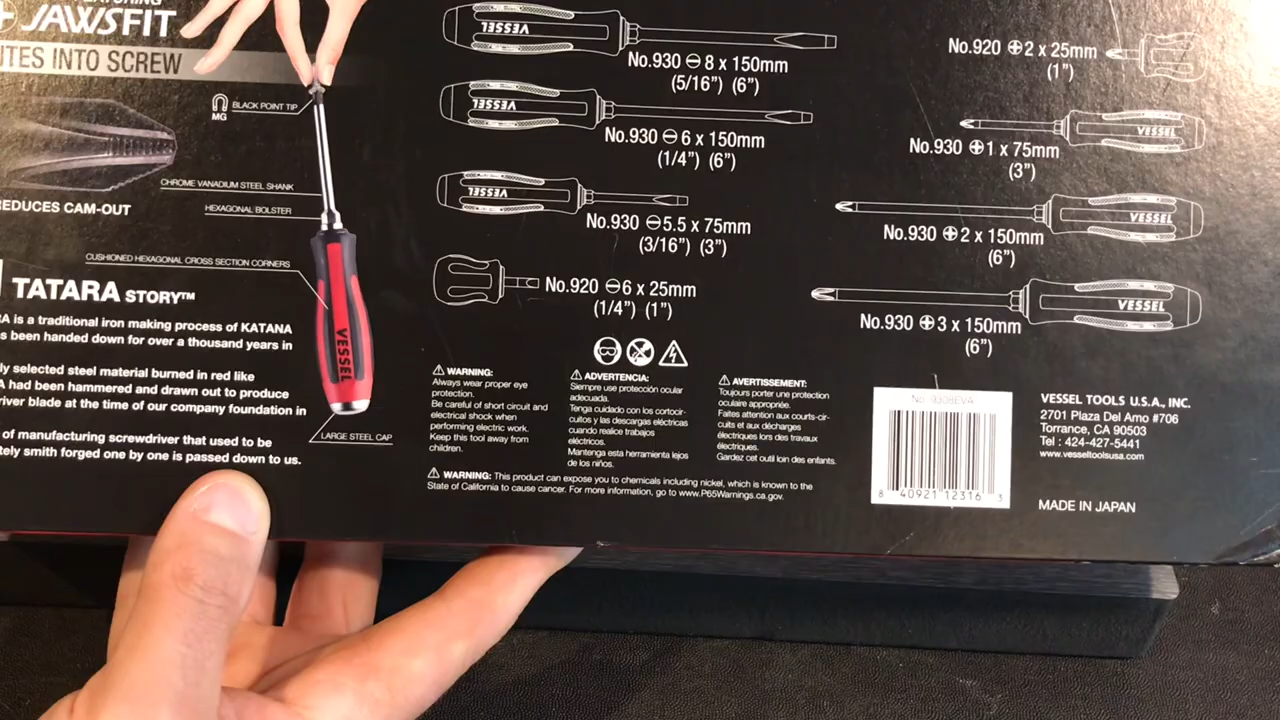 JAWSFIT
ITES INTO SCREW
MG
BLACK POINT TIP
CHROME VANADIUM STEEL SHANK
REDUCES CAM-OUT
HEXAGONAL BOLSTER
CUSHIONED HEXAGONAL CROSS SECTION CORNERS
TATARA STORY™
RA is a traditional iron making process of KATANA
s been handed down for over a thousand years in
ly selected steel material burned in red like
A had been hammered and drawn out to produce
river blade at the time of our company foundation in
of manufacturing screwdriver that used to be
tely smith forged one by one is passed down to us.
VESSEL
LARGE STEEL CAP
VESSEL
No.930 ⊖ 8 x 150mm
(5/16”) (6”)
VESSEL
No.930 ⊖ 6 x 150mm
(1/4”) (6”)
VESSEL
No.930 ⊖ 5.5 x 75mm
(3/16”) (3”)
No.920 ⊖ 6 x 25mm
(1/4”) (1”)
No.920 ⊕ 2 x 25mm
(1”)
VESSEL
No.930 ⊕ 1 x 75mm
(3”)
VESSEL
No.930 ⊕ 2 x 150mm
(6”)
VESSEL
No.930 ⊕ 3 x 150mm
(6”)
⚠ WARNING:
Always wear proper eye
protection.
Be careful of short circuit and
electrical shock when
performing electric work.
Keep this tool away from
children.
⚠ ADVERTENCIA:
Siempre use protección ocular
adecuada.
Tenga cuidado con los cortocir-
cuitos y las descargas eléctricas
cuando realice trabajos
eléctricos.
Mantenga esta herramienta lejos
de los niños.
⚠ AVERTISSEMENT:
Toujours porter une protection
oculaire appropriée.
Faites attention aux courts-cir-
cuits et aux décharges
électriques lors des travaux
électriques.
Gardez cet outil loin des enfants.
⚠ WARNING: This product can expose you to chemicals including nickel, which is known to the
State of California to cause cancer. For more information, go to www.P65Warnings.ca.gov.
No. 9308EVA
8 40921 12316 3
VESSEL TOOLS U.S.A., INC.
2701 Plaza Del Amo #706
Torrance, CA 90503
Tel : 424-427-5441
www.vesseltoolsusa.com
MADE IN JAPAN